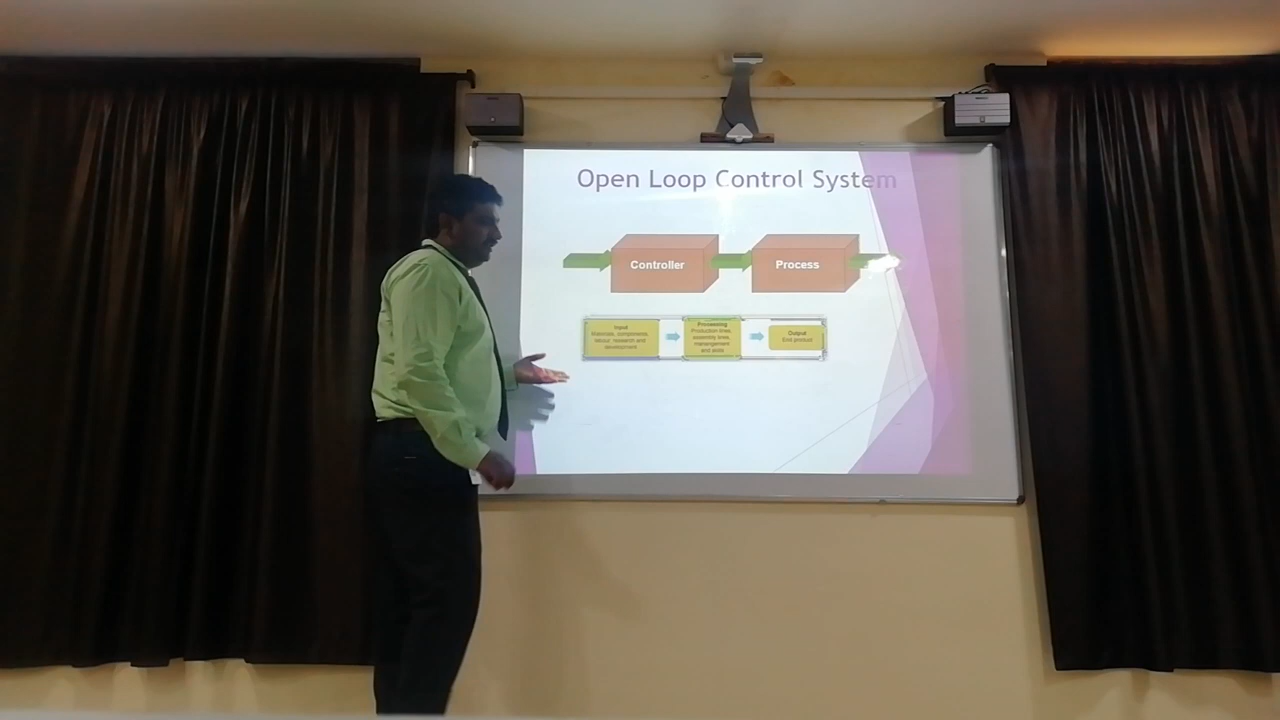 Open Loop Control System
Controller
Process
Input
Materials, components,
labour, research and
development
Processing
Production lines,
assembly lines,
management
and skills
Output
End product